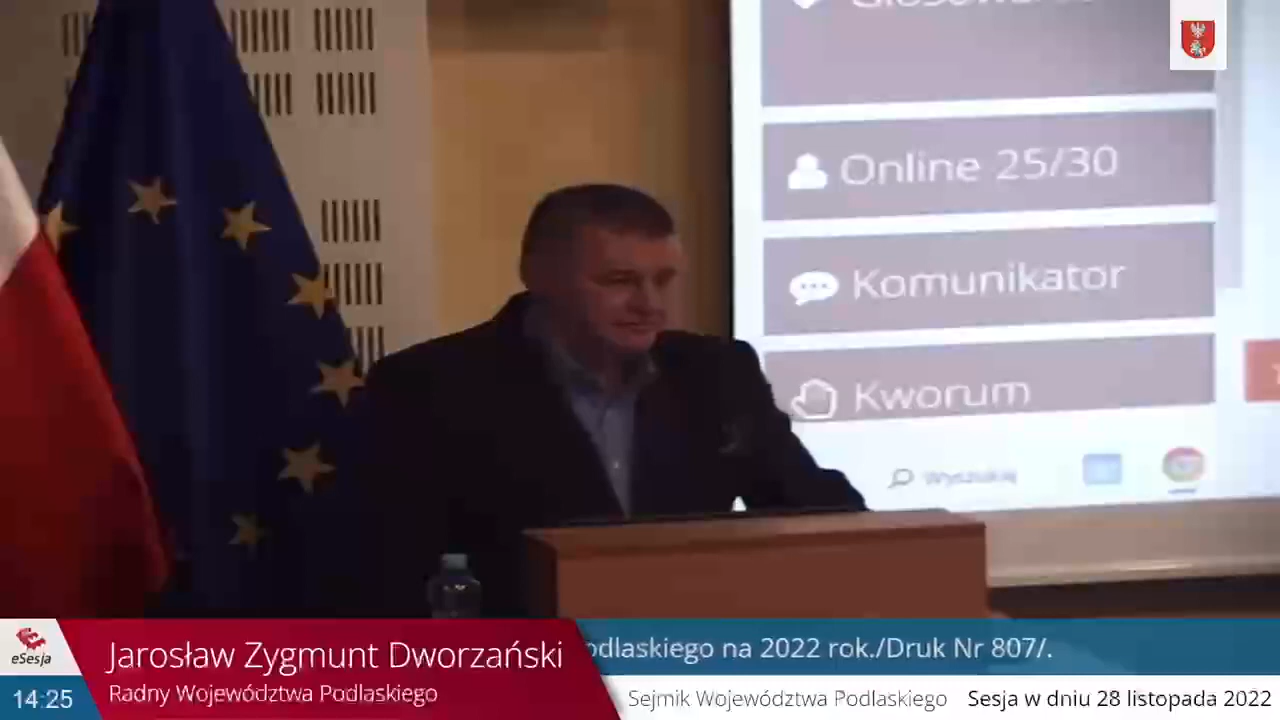 Online 25/30
Komunikator
Kworum
Wyszukaj
eSesja
Jarosław Zygmunt Dworzański
odlaskiego na 2022 rok./Druk Nr 807/.
14:25
Radny Województwa Podlaskiego
Sejmik Województwa Podlaskiego
Sesja w dniu 28 listopada 2022